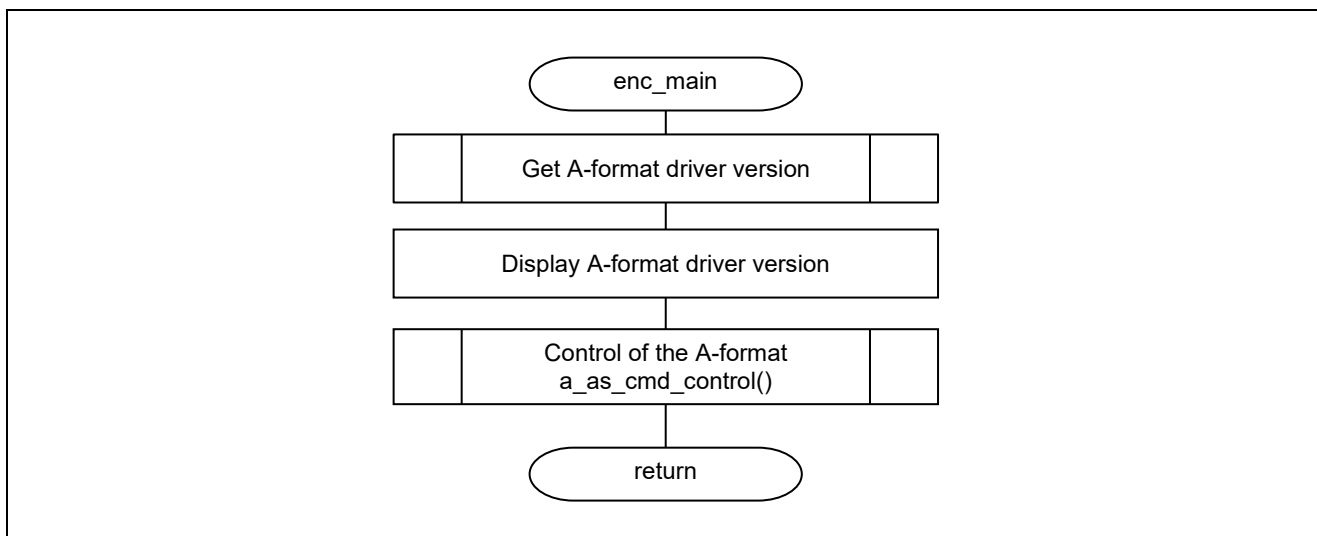 enc_main
Get A-format driver version
Display A-format driver version
Control of the A-format
a_as_cmd_control()
return